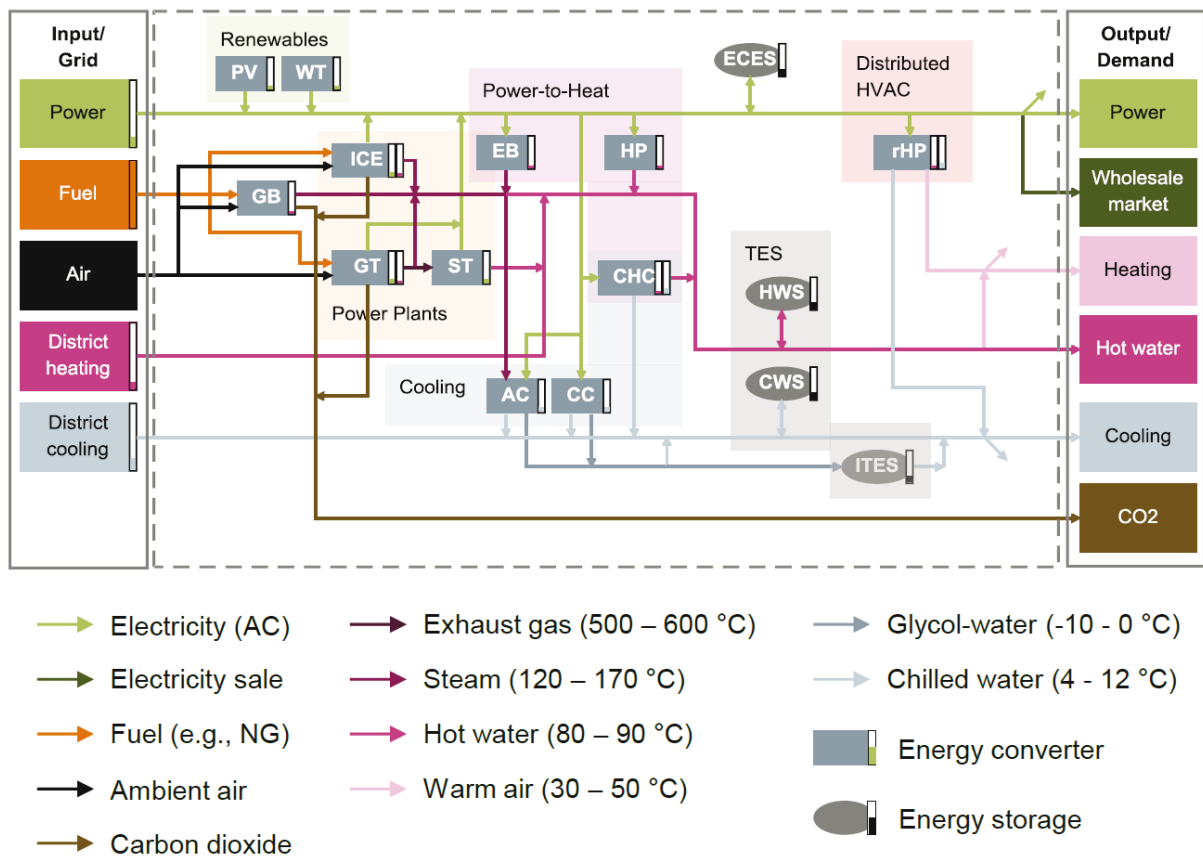 Input/
Grid
Power
Fuel
Air
District
heating
District
cooling
Renewables
PV
WT
ICE
GB
GT
ST
Power Plants
Power-to-Heat
EB
HP
CHC
Cooling
AC
CC
ECES
TES
HWS
CWS
ITES
Distributed
HVAC
rHP
Output/
Demand
Power
Wholesale
market
Heating
Hot water
Cooling
CO2
Electricity (AC)
Electricity sale
Fuel (e.g., NG)
Ambient air
Carbon dioxide
Exhaust gas (500 – 600 °C)
Steam (120 – 170 °C)
Hot water (80 – 90 °C)
Warm air (30 – 50 °C)
Glycol-water (-10 - 0 °C)
Chilled water (4 - 12 °C)
Energy converter
Energy storage